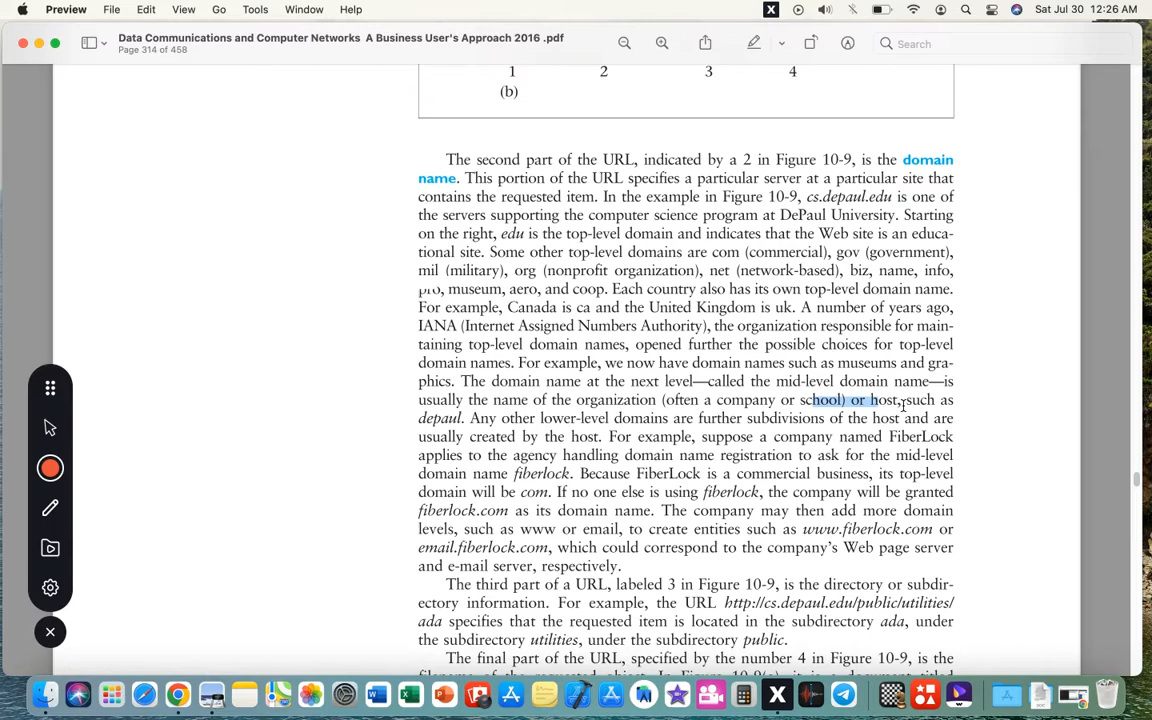 Preview File Edit View Go Tools Window Help X Sat Jul 30 12:26 AM
Data Communications and Computer Networks A Business User's Approach 2016 .pdf
Page 314 of 458
Search
1 2 3 4
(b)
The second part of the URL, indicated by a 2 in Figure 10-9, is the domain
name. This portion of the URL specifies a particular server at a particular site that
contains the requested item. In the example in Figure 10-9, cs.depaul.edu is one of
the servers supporting the computer science program at DePaul University. Starting
on the right, edu is the top-level domain and indicates that the Web site is an educa-
tional site. Some other top-level domains are com (commercial), gov (government),
mil (military), org (nonprofit organization), net (network-based), biz, name, info,
pro, museum, aero, and coop. Each country also has its own top-level domain name.
For example, Canada is ca and the United Kingdom is uk. A number of years ago,
IANA (Internet Assigned Numbers Authority), the organization responsible for main-
taining top-level domain names, opened further the possible choices for top-level
domain names. For example, we now have domain names such as museums and gra-
phics. The domain name at the next level—called the mid-level domain name—is
usually the name of the organization (often a company or school) or host, such as
depaul. Any other lower-level domains are further subdivisions of the host and are
usually created by the host. For example, suppose a company named FiberLock
applies to the agency handling domain name registration to ask for the mid-level
domain name fiberlock. Because FiberLock is a commercial business, its top-level
domain will be com. If no one else is using fiberlock, the company will be granted
fiberlock.com as its domain name. The company may then add more domain
levels, such as www or email, to create entities such as www.fiberlock.com or
email.fiberlock.com, which could correspond to the company's Web page server
and e-mail server, respectively.
The third part of a URL, labeled 3 in Figure 10-9, is the directory or subdir-
ectory information. For example, the URL http://cs.depaul.edu/public/utilities/
ada specifies that the requested item is located in the subdirectory ada, under
the subdirectory utilities, under the subdirectory public.
The final part of the URL, specified by the number 4 in Figure 10-9, is the